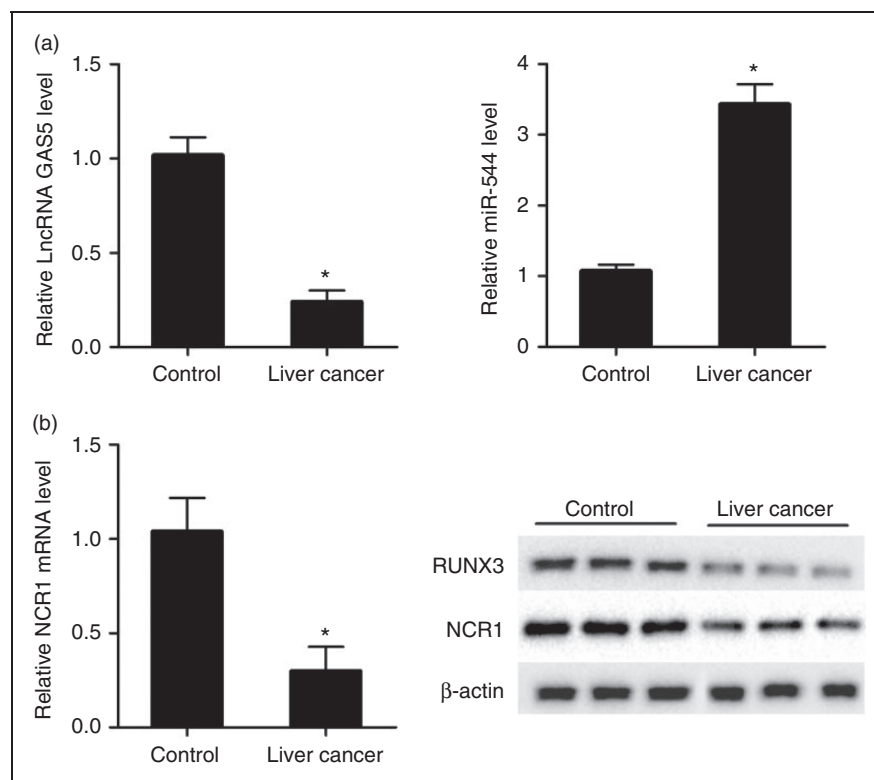 (a)
Relative LncRNA GAS5 level
1.5
1.0
0.5
0.0
*
Control
Liver cancer
Relative miR-544 level
4
3
2
1
0
*
Control
Liver cancer
(b)
Relative NCR1 mRNA level
1.5
1.0
0.5
0.0
*
Control
Liver cancer
Control
Liver cancer
RUNX3
NCR1
β-actin